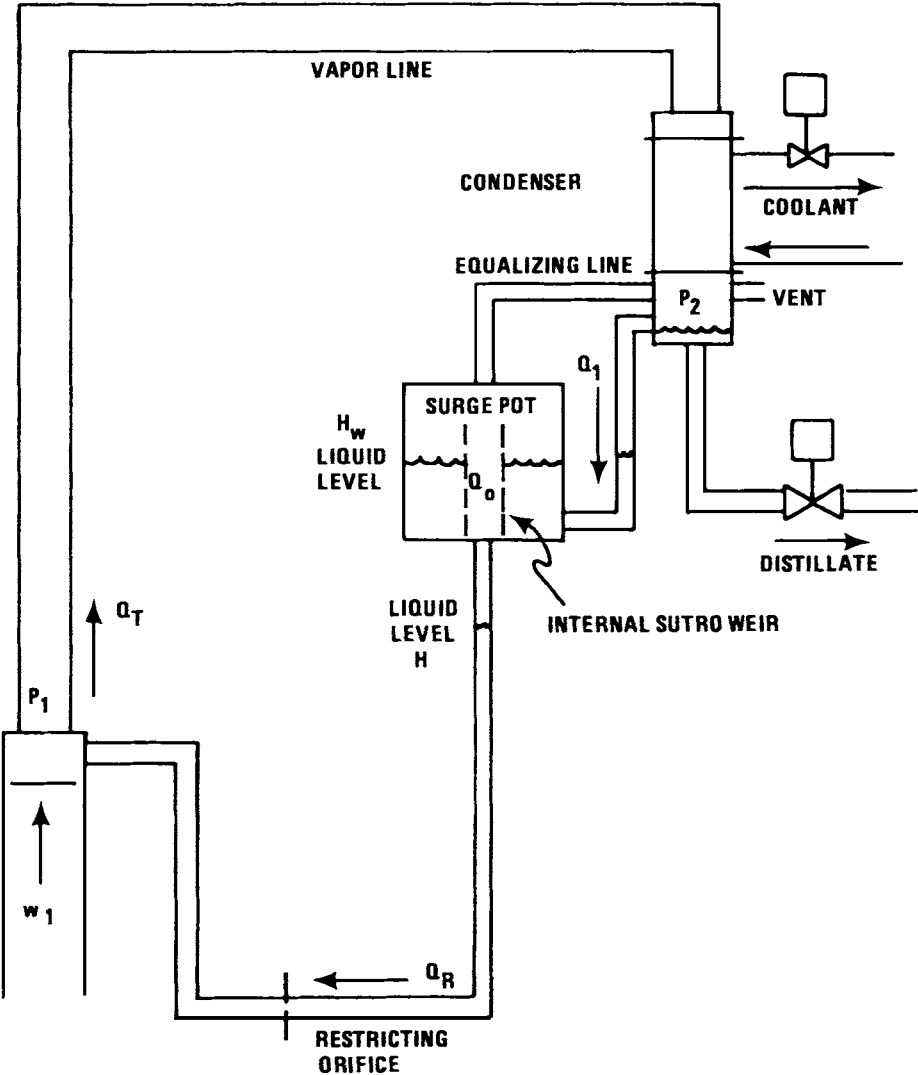 VAPOR LINE
CONDENSER
COOLANT
EQUALIZING LINE
P2
VENT
Q1
SURGE POT
Hw
LIQUID
LEVEL
Qo
DISTILLATE
INTERNAL SUTRO WEIR
LIQUID
LEVEL
H
QT
P1
w1
QR
RESTRICTING
ORIFICE